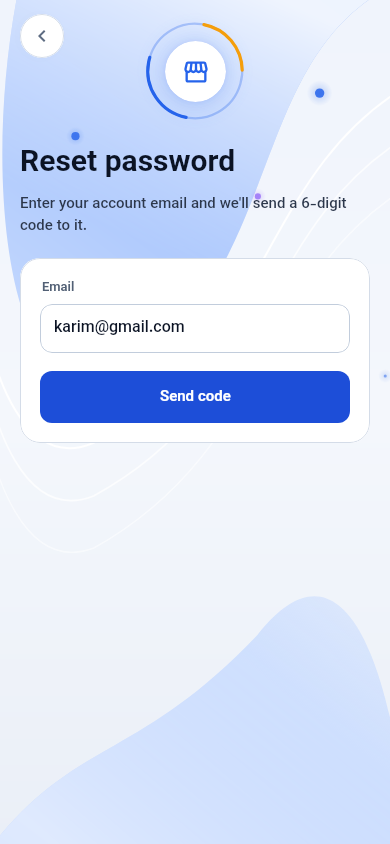 Reset password
Enter your account email and we'll send a 6-digit
code to it.
Email
karim@gmail.com
Send code